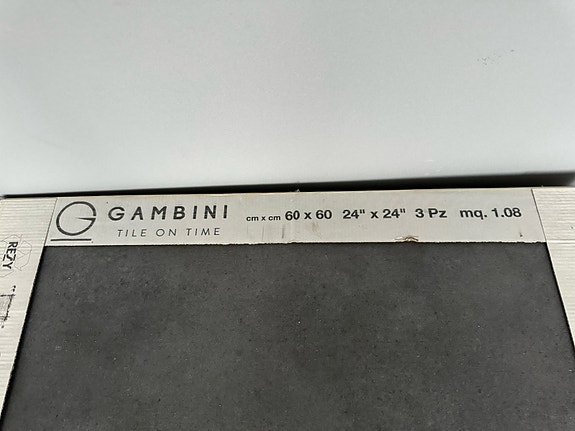 GAMBINI cm x cm 60 x 60 24" x 24" 3 Pz mq. 1.08
TILE ON TIME
REZY